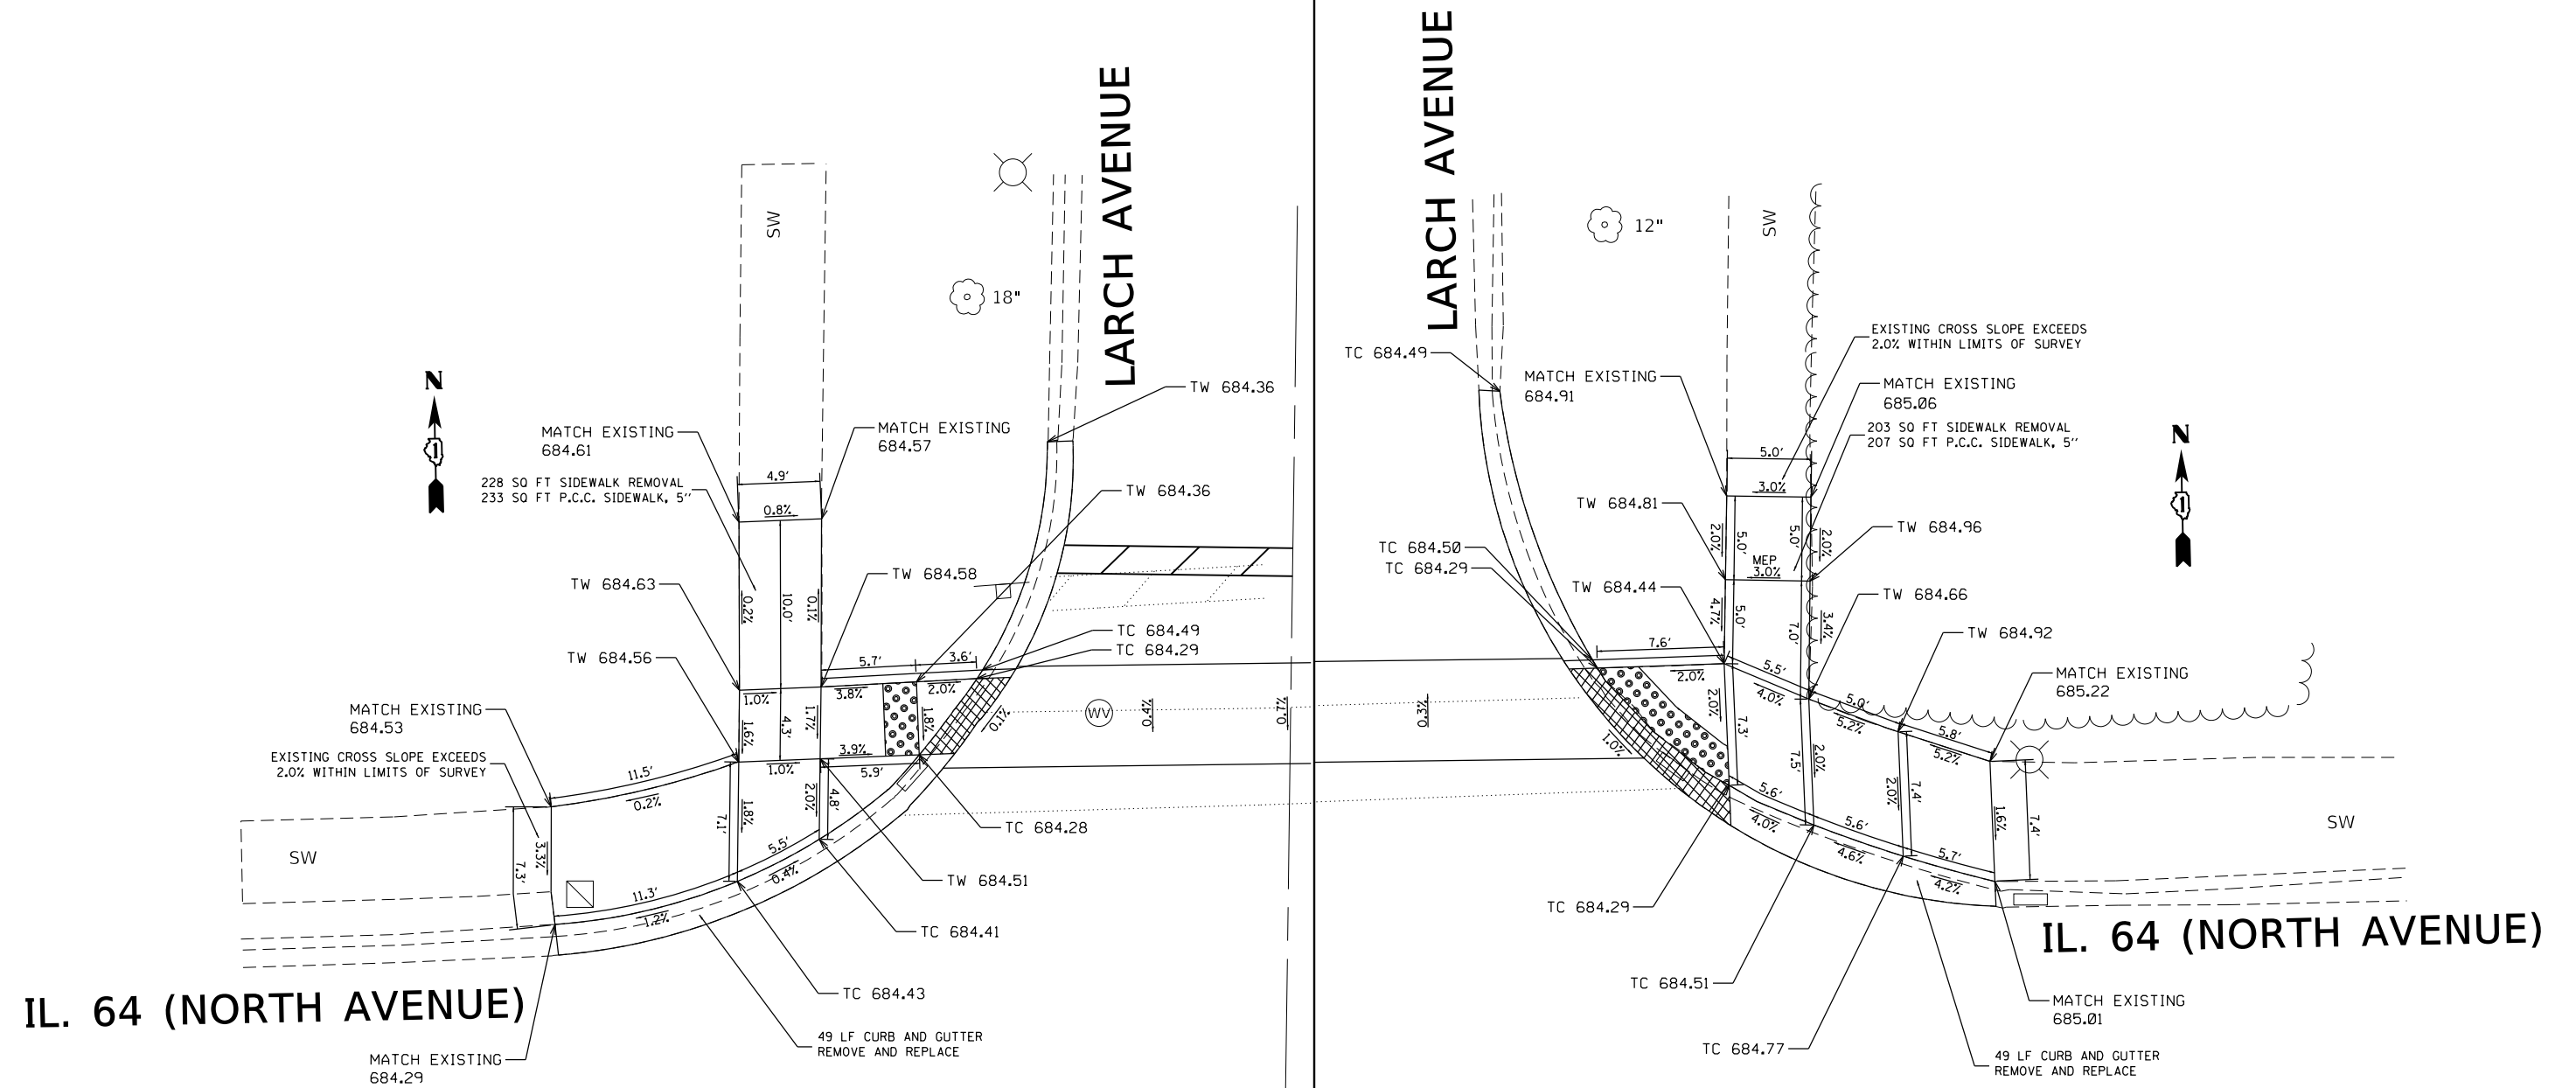 LARCH AVENUE
SW
18"
N
1
TW 684.36
MATCH EXISTING
684.61
MATCH EXISTING
684.57
228 SQ FT SIDEWALK REMOVAL
233 SQ FT P.C.C. SIDEWALK, 5"
4.9'
0.8%
TW 684.36
TW 684.63
TW 684.58
0.2%
10.0'
0.1%
TC 684.49
TC 684.29
TW 684.56
5.7'
3.6'
1.0%
3.8%
2.0%
1.6%
4.3'
1.7%
1.8%
0.1%
WV
0.4%
0.7%
MATCH EXISTING
684.53
EXISTING CROSS SLOPE EXCEEDS
2.0% WITHIN LIMITS OF SURVEY
11.5'
0.2%
1.0%
3.9%
5.9'
7.1'
1.8%
2.0%
4.8'
TC 684.28
SW
7.3'
3.3%
5.5'
0.4%
11.3'
1.2%
TW 684.51
TC 684.41
TC 684.43
IL. 64 (NORTH AVENUE)
49 LF CURB AND GUTTER
REMOVE AND REPLACE
MATCH EXISTING
684.29
LARCH AVENUE
12"
SW
TC 684.49
MATCH EXISTING
684.91
EXISTING CROSS SLOPE EXCEEDS
2.0% WITHIN LIMITS OF SURVEY
MATCH EXISTING
685.06
203 SQ FT SIDEWALK REMOVAL
207 SQ FT P.C.C. SIDEWALK, 5"
N
1
5.0'
3.0%
TW 684.81
TW 684.96
2.0%
5.0'
5.0'
2.0%
MEP
3.0%
TC 684.50
TC 684.29
TW 684.44
TW 684.66
4.7%
5.0'
7.0'
3.4%
TW 684.92
7.6'
2.0%
5.5'
4.0%
5.0'
5.2%
5.8'
5.2%
MATCH EXISTING
685.22
0.3%
1.0%
2.0%
7.3'
7.5'
2.0%
2.0%
7.4'
1.6%
7.4'
SW
5.6'
4.0%
5.6'
4.6%
5.7'
4.2%
TC 684.29
IL. 64 (NORTH AVENUE)
TC 684.51
MATCH EXISTING
685.01
TC 684.77
49 LF CURB AND GUTTER
REMOVE AND REPLACE